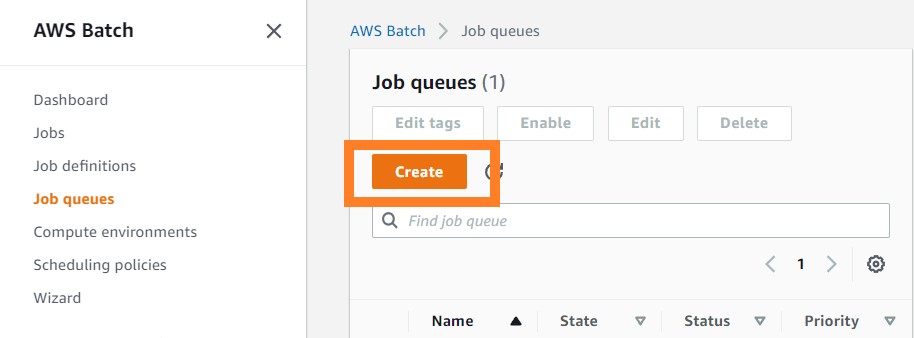 AWS Batch
Dashboard
Jobs
Job definitions
Job queues
Compute environments
Scheduling policies
Wizard
AWS Batch > Job queues
Job queues (1)
Edit tags Enable Edit Delete
Create
Find job queue
1
Name State Status Priority